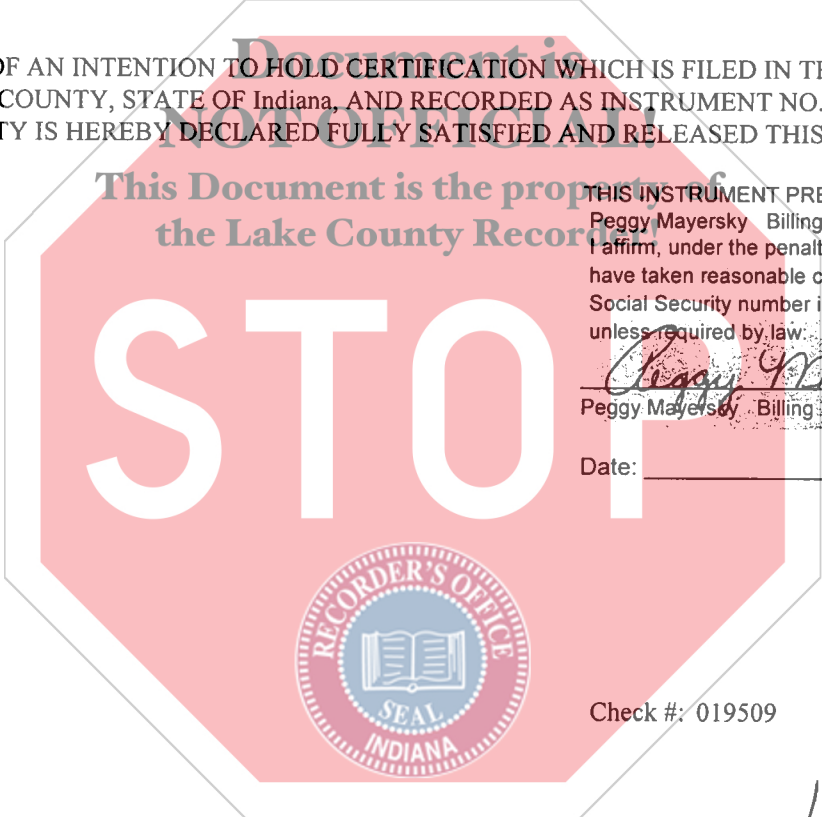 Document is
OF AN INTENTION TO HOLD CERTIFICATION WHICH IS FILED IN
COUNTY, STATE OF Indiana, AND RECORDED AS INSTRUMENT NO.
NOT OFFICIAL!
IS HEREBY DECLARED FULLY SATISFIED AND RELEASED THIS
This Document is the property of
the Lake County Recorder!
THIS INSTRUMENT PRE
Peggy Mayersky Billing
I affirm, under the penalt
have taken reasonable c
Social Security number i
unless required by law.
Peggy M
Peggy Mayersky Billing
Date:
STOP
RECORDER'S OFFICE
SEAL
INDIANA
Check #: 019509